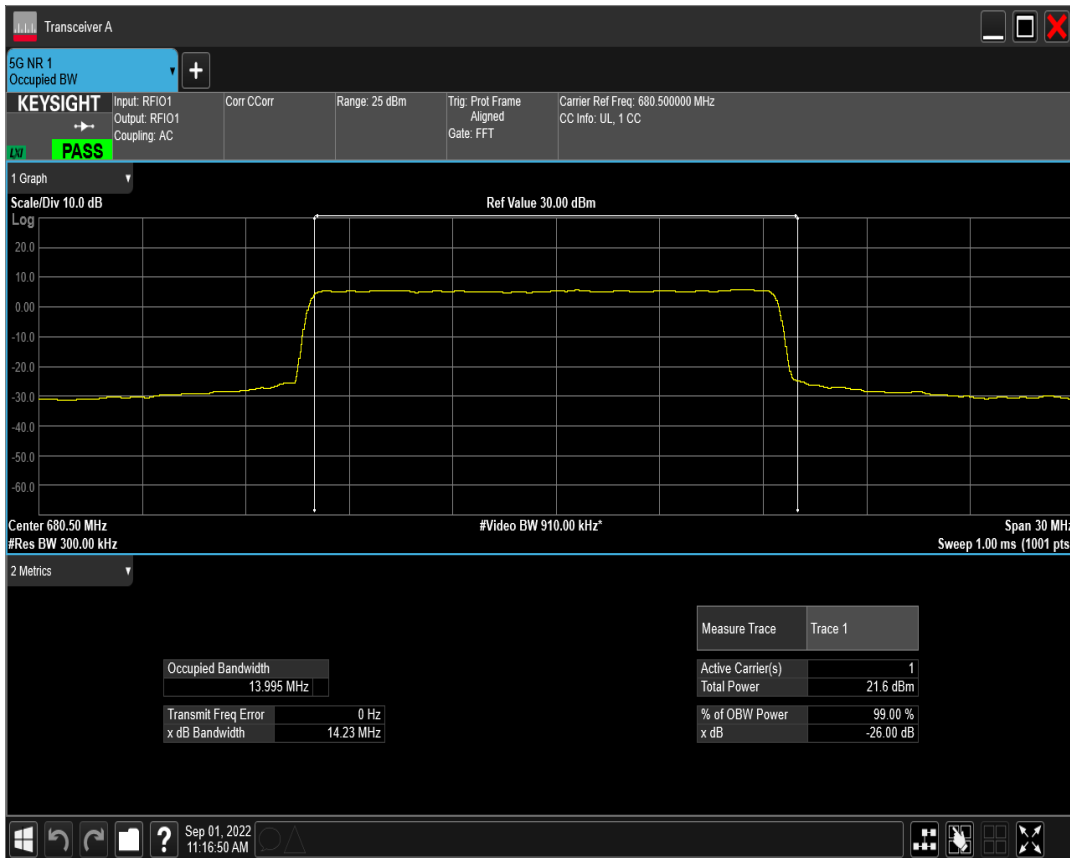 Transceiver A
5G NR 1
Occupied BW
KEYSIGHT
LXI
PASS
Input: RFIO1
Output: RFIO1
Coupling: AC
Corr CCorr
Range: 25 dBm
Trig: Prot Frame
Aligned
Gate: FFT
Carrier Ref Freq: 680.500000 MHz
CC Info: UL, 1 CC
1 Graph
Scale/Div 10.0 dB
Ref Value 30.00 dBm
Log
20.0
10.0
0.00
-10.0
-20.0
-30.0
-40.0
-50.0
-60.0
Center 680.50 MHz
#Video BW 910.00 kHz*
Span 30 MHz
#Res BW 300.00 kHz
Sweep 1.00 ms (1001 pts
2 Metrics
Measure Trace Trace 1
Occupied Bandwidth
13.995 MHz
Active Carrier(s) 1
Total Power 21.6 dBm
Transmit Freq Error 0 Hz
x dB Bandwidth 14.23 MHz
% of OBW Power 99.00 %
x dB -26.00 dB
?
Sep 01, 2022
11:16:50 AM